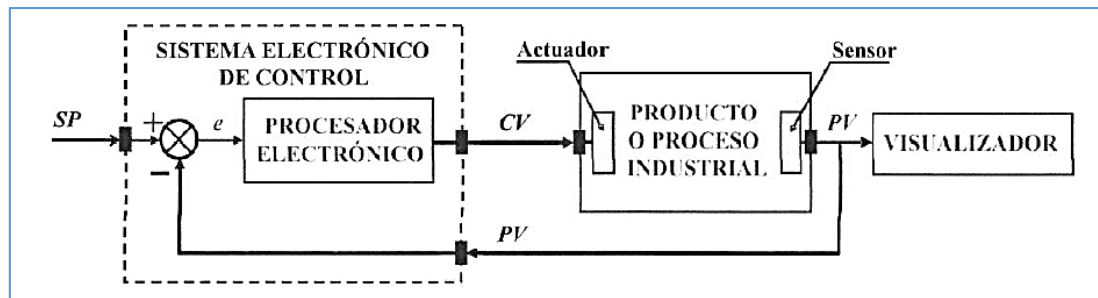 SISTEMA ELECTRÓNICO
DE CONTROL
Actuador
Sensor
SP
+
e
PROCESADOR
ELECTRÓNICO
CV
PRODUCTO
O PROCESO
INDUSTRIAL
PV
VISUALIZADOR
−
PV